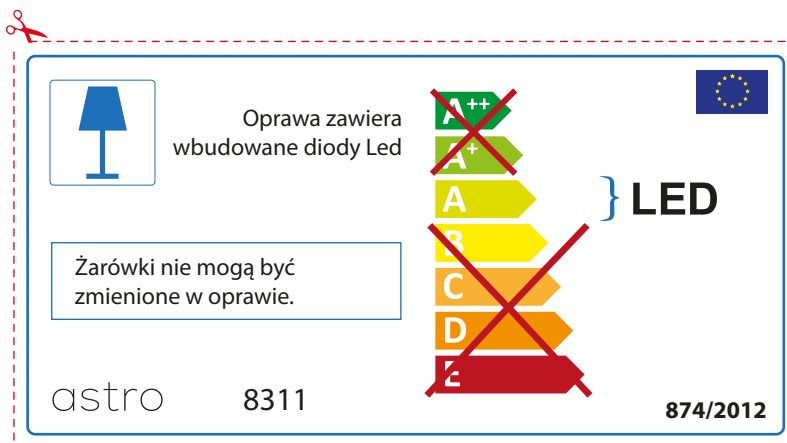 Oprawa zawiera
wbudowane diody Led
A++
A+
A
B
C
D
E
LED
Żarówki nie mogą być
zmienione w oprawie.
astro
8311
874/2012